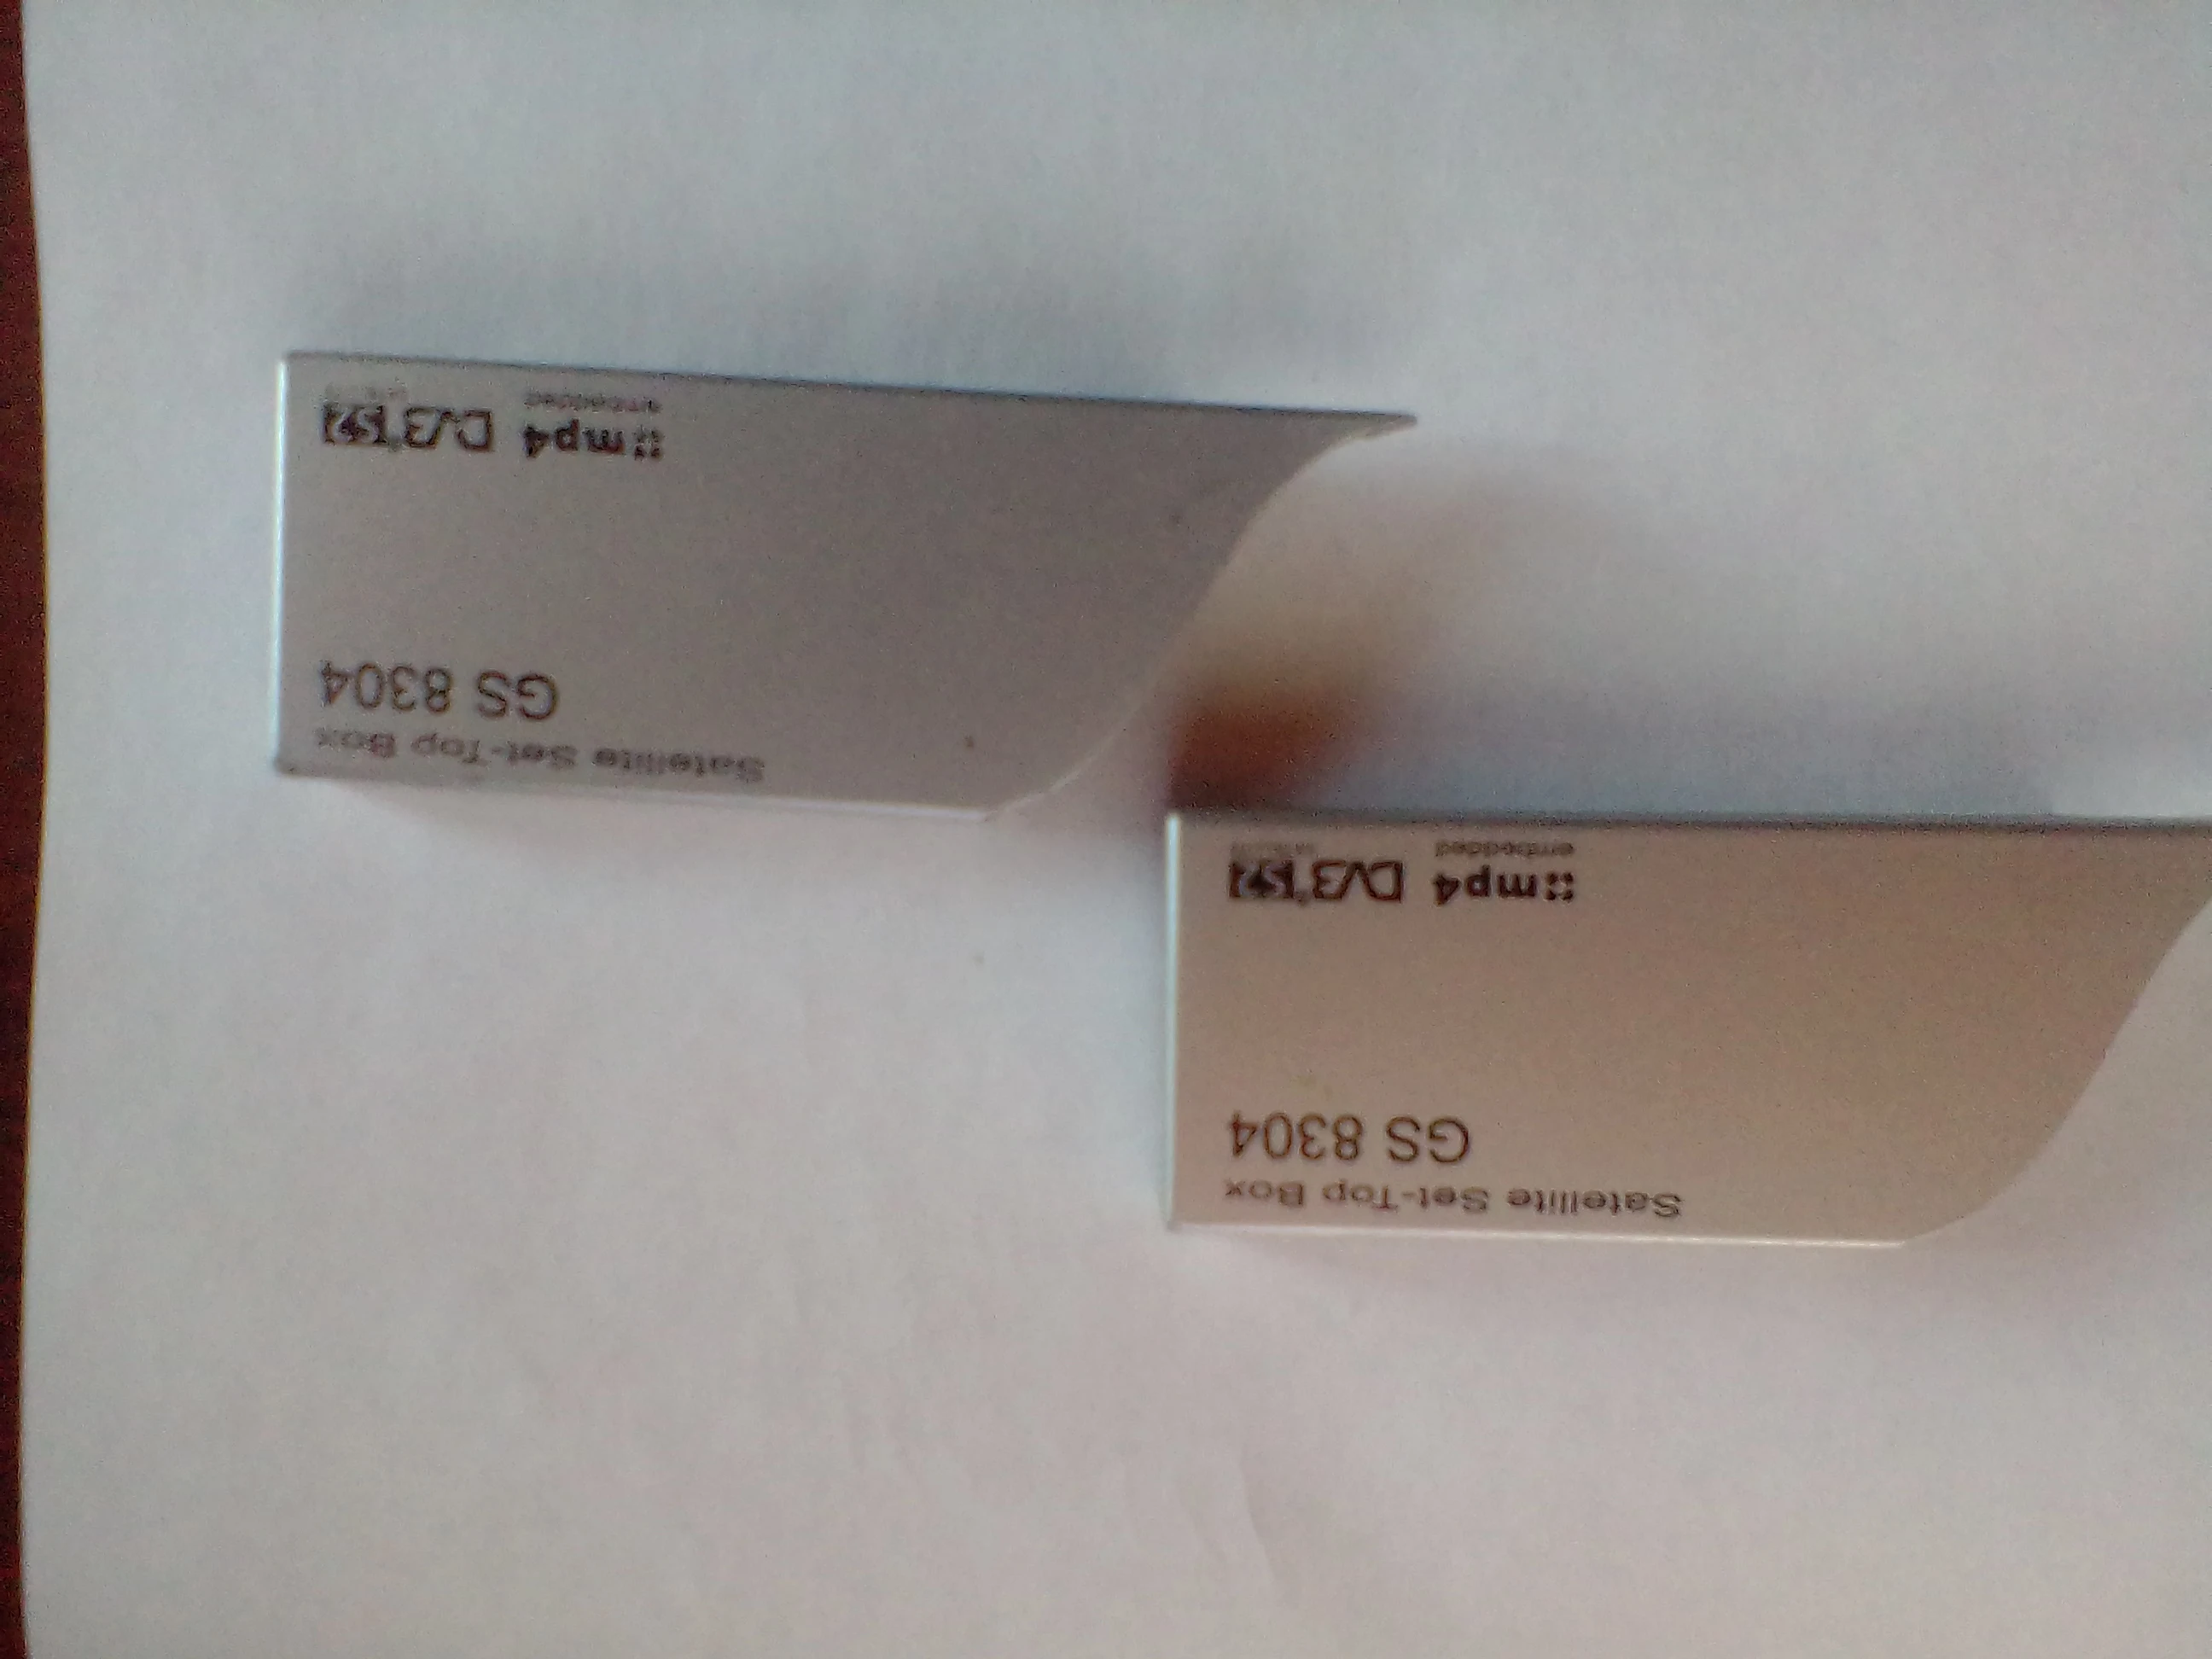 Satellite Set-Top Box
GS 8304
mp4 DVB S2
embedded
Satellite Set-Top Box
GS 8304
mp4 DVB S2
embedded